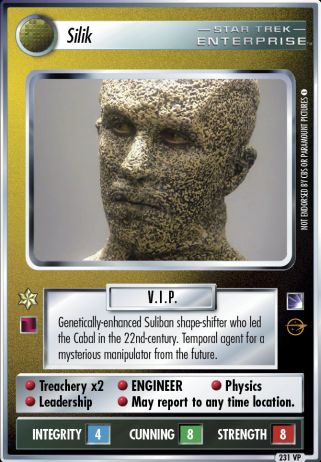 Silik
STAR TREK
ENTERPRISE
NOT ENDORSED BY CBS OR PARAMOUNT PICTURES
V.I.P.
Genetically-enhanced Suliban shape-shifter who led
the Cabal in the 22nd-century. Temporal agent for a
mysterious manipulator from the future.
Treachery x2 ENGINEER Physics
Leadership May report to any time location.
INTEGRITY 4 CUNNING 8 STRENGTH 8
231 VP